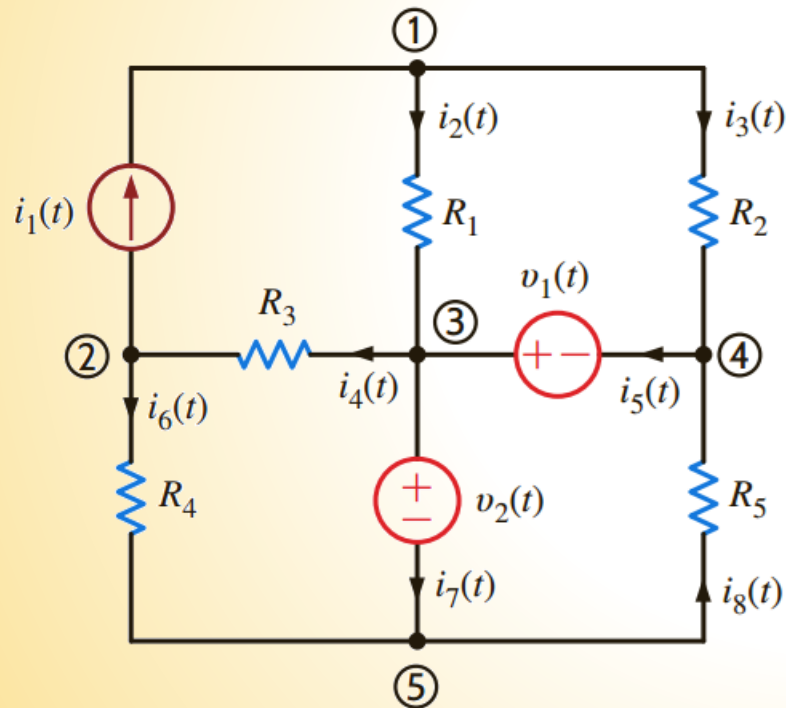 ①
i₂(t)
i₃(t)
i₁(t)
R₁
R₂
v₁(t)
R₃
③
+ −
②
④
i₄(t)
i₅(t)
i₆(t)
R₄
+
−
v₂(t)
R₅
i₇(t)
i₈(t)
⑤